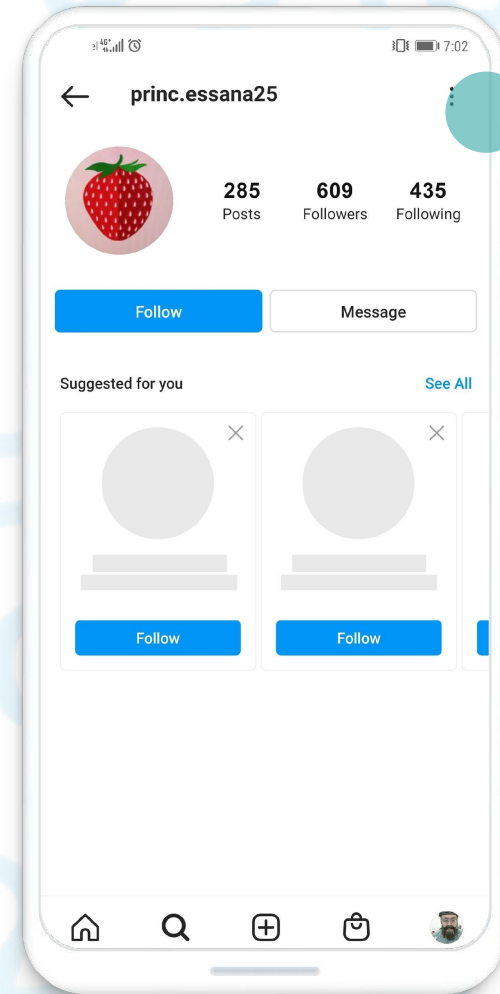 4G+ 7:02
princ.essana25
285 609 435
Posts Followers Following
Follow Message
Suggested for you See All
Follow Follow